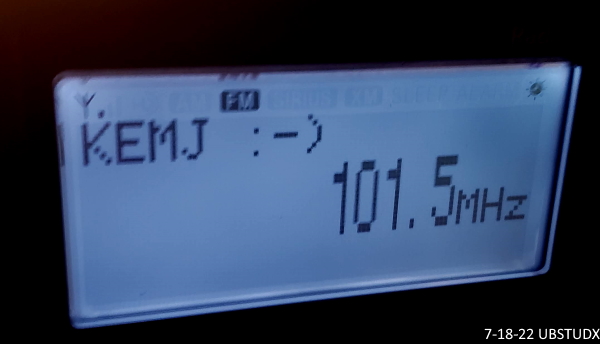 FM
KEMJ :-)
101.5MHz
7-18-22 UBSTUDX